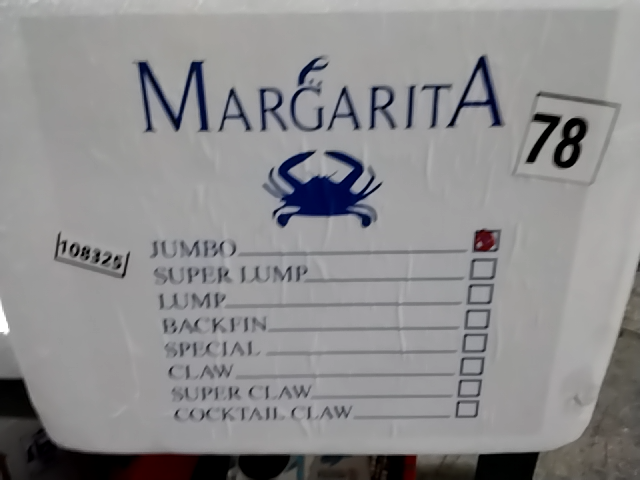 MARGARITA
78
108325
JUMBO
SUPER LUMP
LUMP
BACKFIN
SPECIAL
CLAW
SUPER CLAW
COCKTAIL CLAW